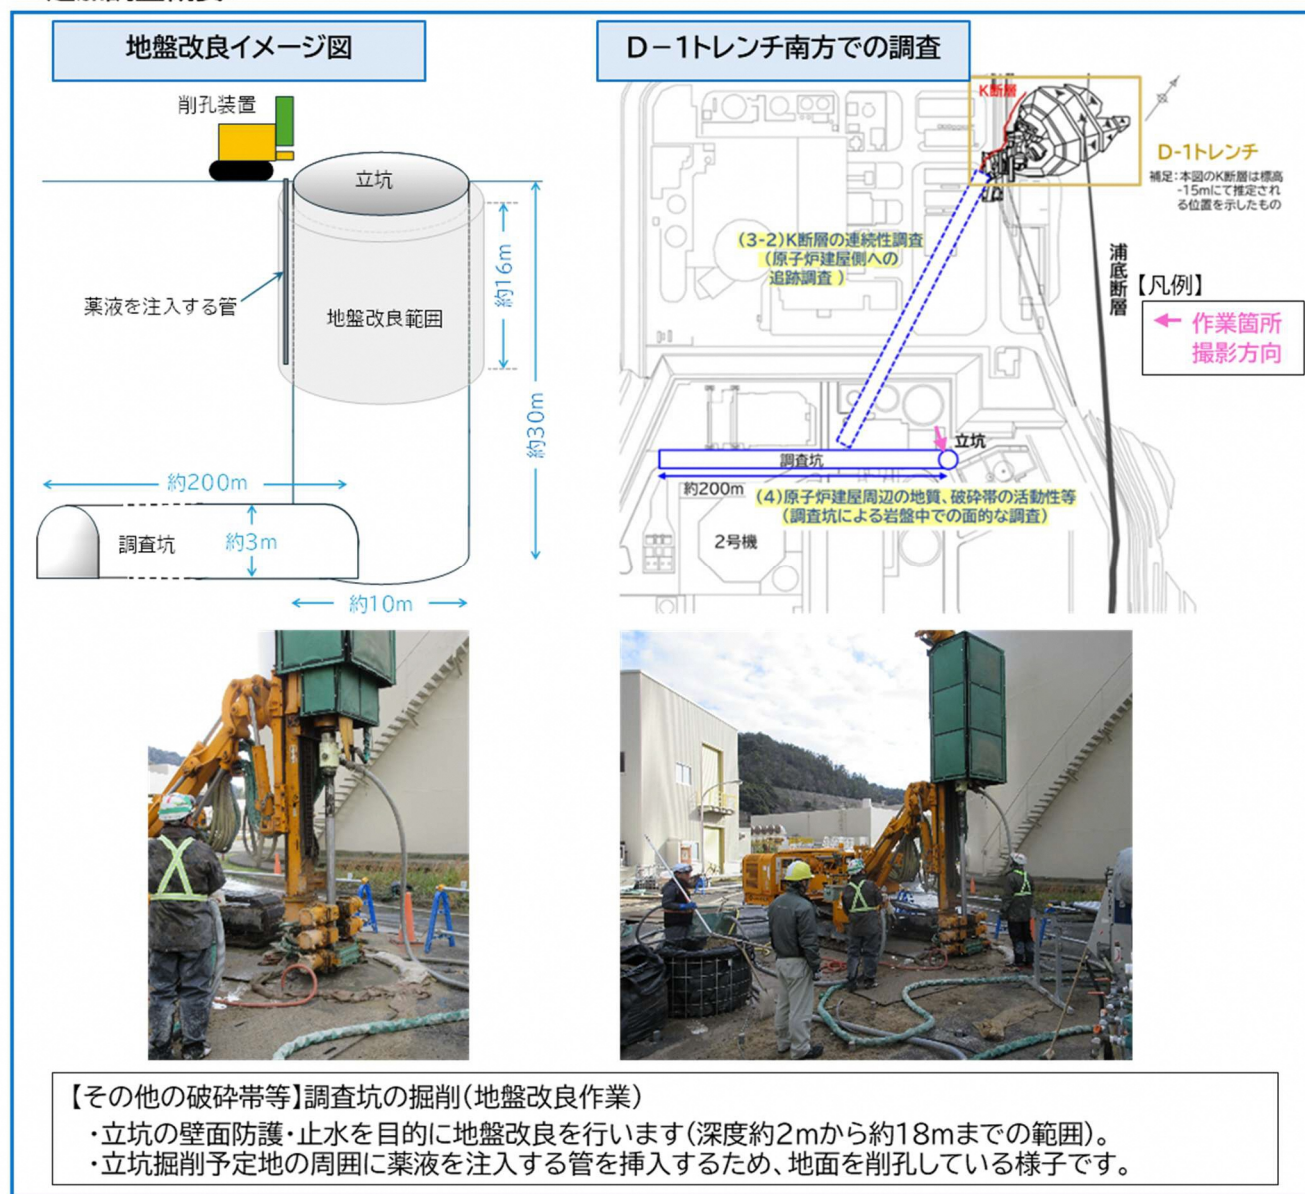 地盤改良イメージ図
D－1トレンチ南方での調査
削孔装置
立坑
薬液を注入する管
地盤改良範囲
約16m
約30m
約200m
調査坑
約3m
約10m
K断層
D-1トレンチ
補足:本図のK断層は標高
-15mにて推定され
る位置を示したもの
(3-2)K断層の連続性調査
(原子炉建屋側への
追跡調査)
浦底断層
【凡例】
作業箇所
撮影方向
立坑
調査坑
約200m
(4)原子炉建屋周辺の地質、破砕帯の活動性等
(調査坑による岩盤中での面的な調査)
2号機
【その他の破砕帯等】調査坑の掘削(地盤改良作業)
・立坑の壁面防護・止水を目的に地盤改良を行います(深度約2mから約18mまでの範囲)。
・立坑掘削予定地の周囲に薬液を注入する管を挿入するため、地面を削孔している様子です。